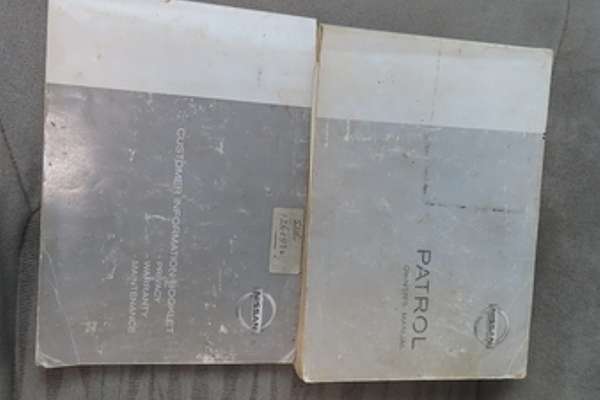 CUSTOMER INFORMATION BOOKLET
• PRIVACY
• WARRANTY
• MAINTENANCE
NISSAN
PATROL
OWNER'S MANUAL
NISSAN